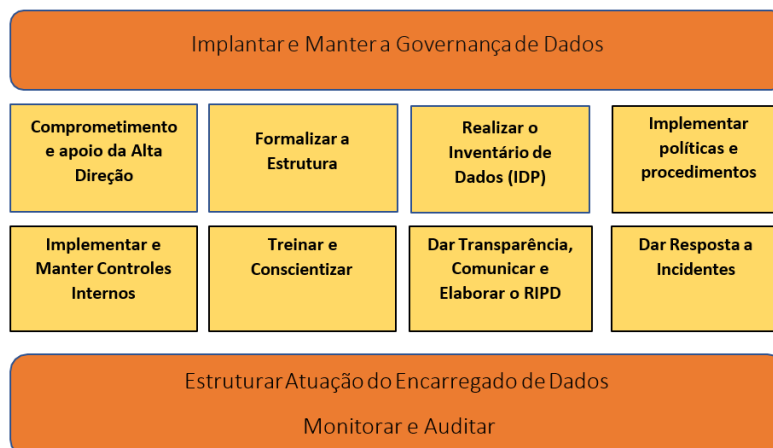 Implantar e Manter a Governança de Dados
Comprometimento
e apoio da Alta
Direção
Formalizar a
Estrutura
Realizar o
Inventário de
Dados (IDP)
Implementar
políticas e
procedimentos
Implementar e
Manter Controles
Internos
Treinar e
Conscientizar
Dar Transparência,
Comunicar e
Elaborar o RIPD
Dar Resposta a
Incidentes
Estruturar Atuação do Encarregado de Dados
Monitorar e Auditar